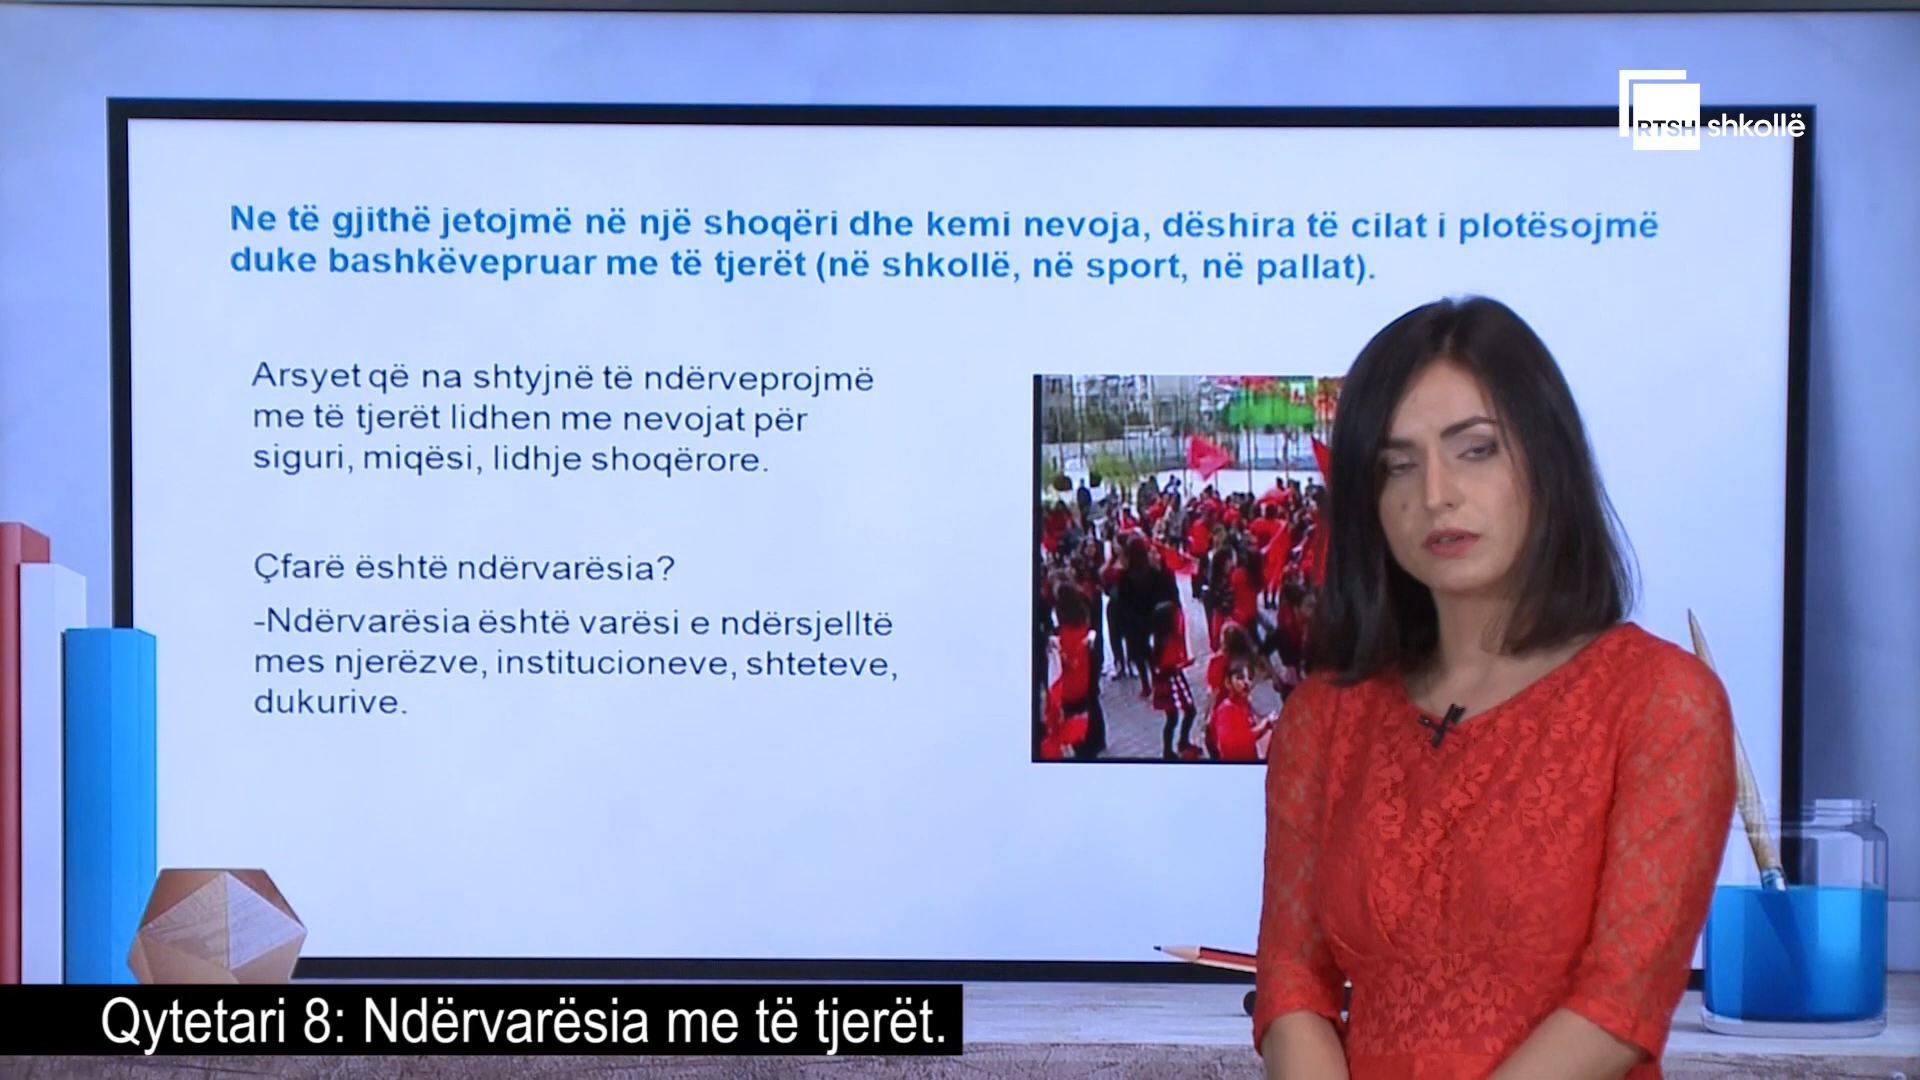 RTSH shkollë
Ne të gjithë jetojmë në një shoqëri dhe kemi nevoja, dëshira të cilat i plotësojmë
duke bashkëvepruar me të tjerët (në shkollë, në sport, në pallat).
Arsyet që na shtyjnë të ndërveprojmë
me të tjerët lidhen me nevojat për
siguri, miqësi, lidhje shoqërore.
Çfarë është ndërvarësia?
-Ndërvarësia është varësi e ndërsjelltë
mes njerëzve, institucioneve, shteteve,
dukurive.
Qytetari 8: Ndërvarësia me të tjerët.